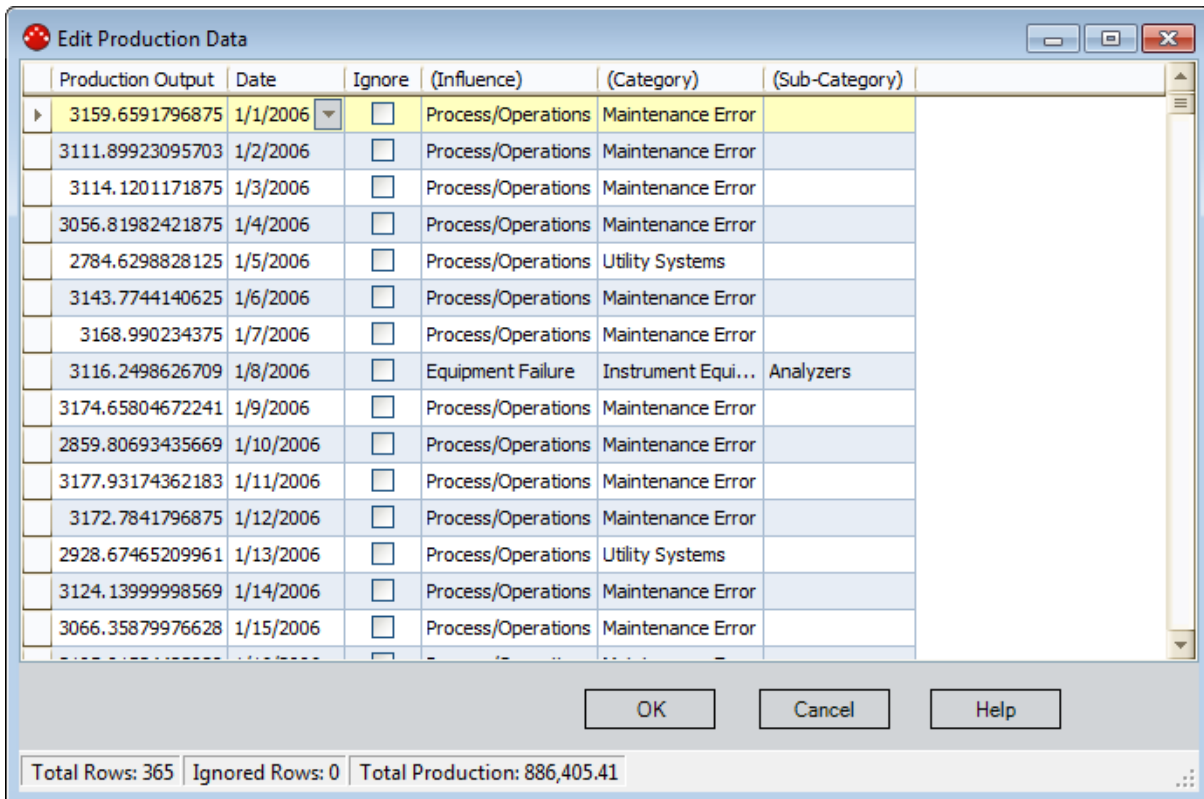 Edit Production Data
Production Output Date Ignore (Influence) (Category) (Sub-Category)
3159.6591796875 1/1/2006 Process/Operations Maintenance Error
3111.89923095703 1/2/2006 Process/Operations Maintenance Error
3114.1201171875 1/3/2006 Process/Operations Maintenance Error
3056.81982421875 1/4/2006 Process/Operations Maintenance Error
2784.6298828125 1/5/2006 Process/Operations Utility Systems
3143.7744140625 1/6/2006 Process/Operations Maintenance Error
3168.990234375 1/7/2006 Process/Operations Maintenance Error
3116.2498626709 1/8/2006 Equipment Failure Instrument Equi... Analyzers
3174.65804672241 1/9/2006 Process/Operations Maintenance Error
2859.80693435669 1/10/2006 Process/Operations Maintenance Error
3177.93174362183 1/11/2006 Process/Operations Maintenance Error
3172.7841796875 1/12/2006 Process/Operations Maintenance Error
2928.67465209961 1/13/2006 Process/Operations Utility Systems
3124.13999998569 1/14/2006 Process/Operations Maintenance Error
3066.35879976628 1/15/2006 Process/Operations Maintenance Error
OK Cancel Help
Total Rows: 365 Ignored Rows: 0 Total Production: 886,405.41